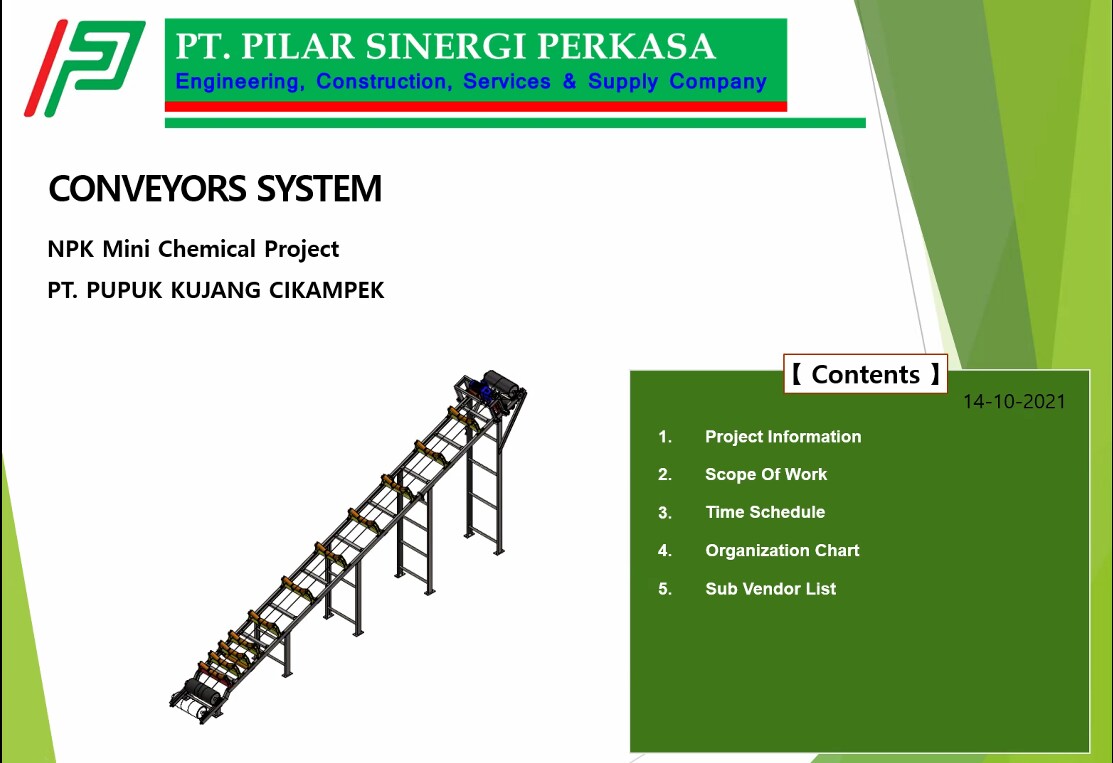 PT. PILAR SINERGI PERKASA
Engineering, Construction, Services & Supply Company
CONVEYORS SYSTEM
NPK Mini Chemical Project
PT. PUPUK KUJANG CIKAMPEK
【 Contents 】
14-10-2021
1. Project Information
2. Scope Of Work
3. Time Schedule
4. Organization Chart
5. Sub Vendor List